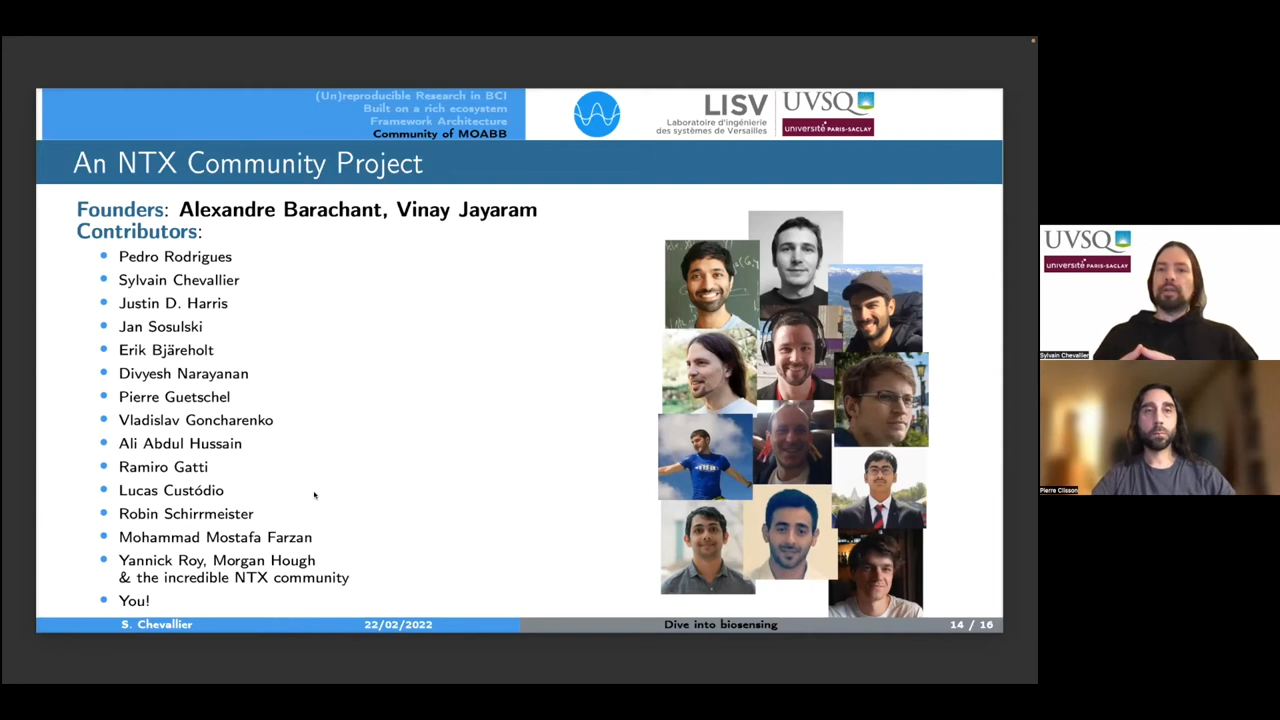 (Un)reproducible Research in BCI
Built on a rich ecosystem
Framework Architecture
Community of MOABB
LISV
Laboratoire d'ingénierie
des systèmes de Versailles
UVSQ
université PARIS-SACLAY
An NTX Community Project
Founders: Alexandre Barachant, Vinay Jayaram
Contributors:
Pedro Rodrigues
Sylvain Chevallier
Justin D. Harris
Jan Sosulski
Erik Bjäreholt
Divyesh Narayanan
Pierre Guetschel
Vladislav Goncharenko
Ali Abdul Hussain
Ramiro Gatti
Lucas Custódio
Robin Schirrmeister
Mohammad Mostafa Farzan
Yannick Roy, Morgan Hough
& the incredible NTX community
You!
S. Chevallier 22/02/2022 Dive into biosensing 14 / 16
UVSQ
université PARIS-SACLAY
Sylvain Chevallier
Pierre Clisson